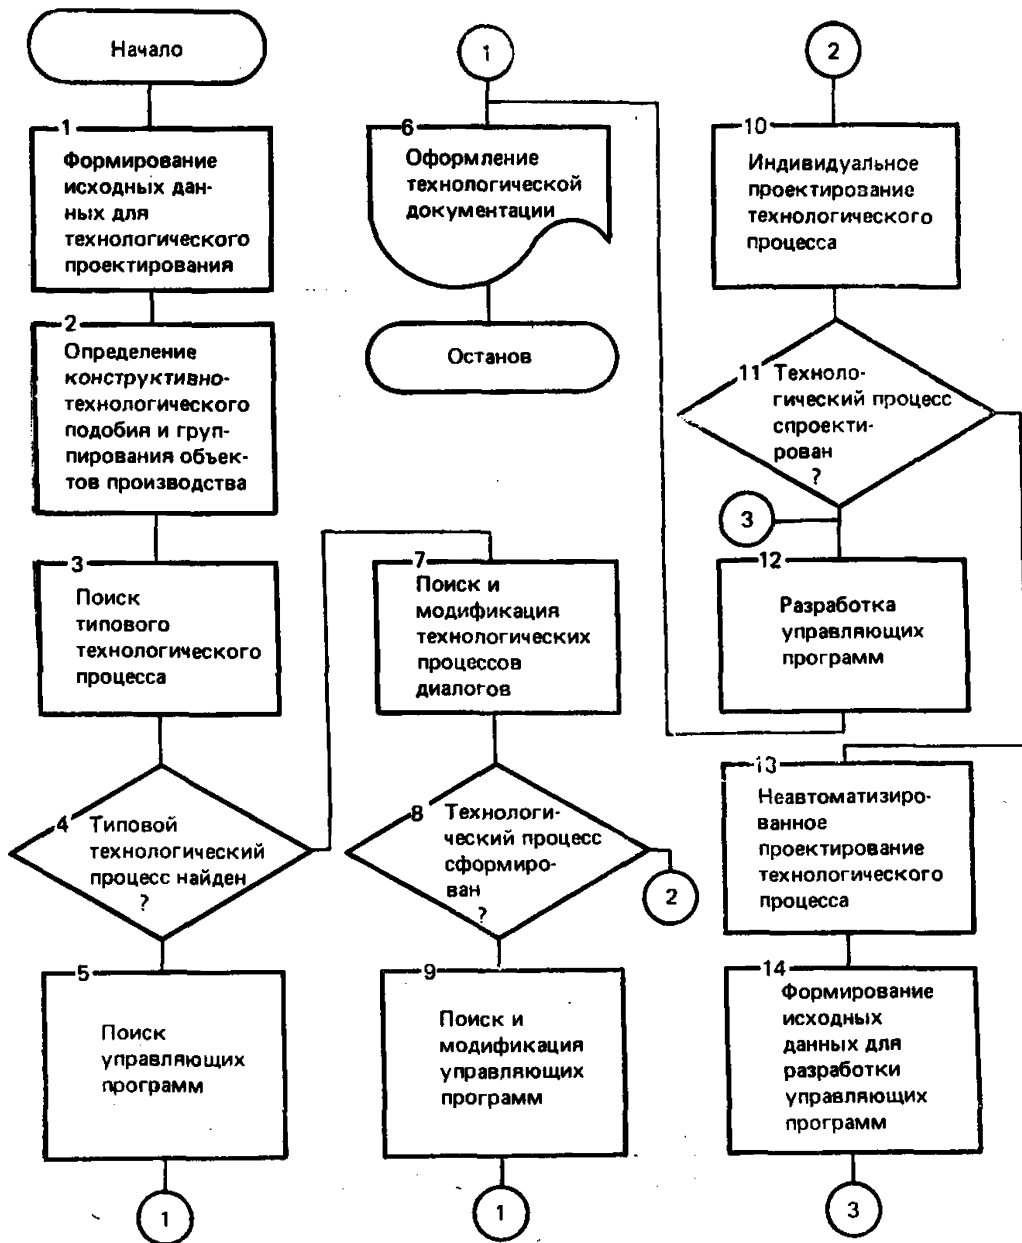 Начало
1
Формирование
исходных дан-
ных для
технологического
проектирования
2
Определение
конструктивно-
технологического
подобия и груп-
пирования объек-
тов производства
3
Поиск
типового
технологического
процесса
4 Типовой
технологический
процесс найден
?
5
Поиск
управляющих
программ
1
1
6
Оформление
технологической
документации
Останов
7
Поиск и
модификация
технологических
процессов
диалогов
8 Технологи-
ческий процесс
сформиро-
ван
?
2
9
Поиск и
модификация
управляющих
программ
1
2
10
Индивидуальное
проектирование
технологического
процесса
11 Техноло-
гический процесс
спроекти-
рован
?
3
12
Разработка
управляющих
программ
13
Неавтоматизиро-
ванное
проектирование
технологического
процесса
14
Формирование
исходных
данных для
разработки
управляющих
программ
3